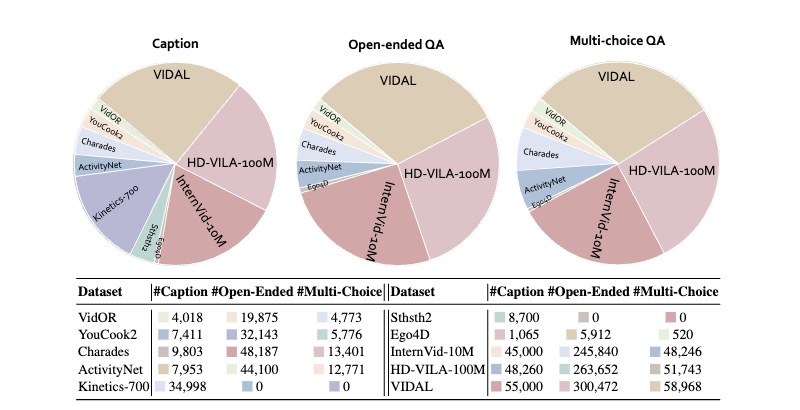 Caption
Open-ended QA
Multi-choice QA
VIDAL
HD-VILA-100M
InternVid-10M
Ego4D
Sthsth2
Kinetics-700
ActivityNet
Charades
YouCook2
VidOR
VIDAL
HD-VILA-100M
InternVid-10M
Ego4D
ActivityNet
Charades
YouCook2
VidOR
VIDAL
HD-VILA-100M
InternVid-10M
Ego4D
ActivityNet
Charades
YouCook2
VidOR
Dataset #Caption #Open-Ended #Multi-Choice Dataset #Caption #Open-Ended #Multi-Choice
VidOR 4,018 19,875 4,773 Sthsth2 8,700 0 0
YouCook2 7,411 32,143 5,776 Ego4D 1,065 5,912 520
Charades 9,803 48,187 13,401 InternVid-10M 45,000 245,840 48,246
ActivityNet 7,953 44,100 12,771 HD-VILA-100M 48,260 263,652 51,743
Kinetics-700 34,998 0 0 VIDAL 55,000 300,472 58,968